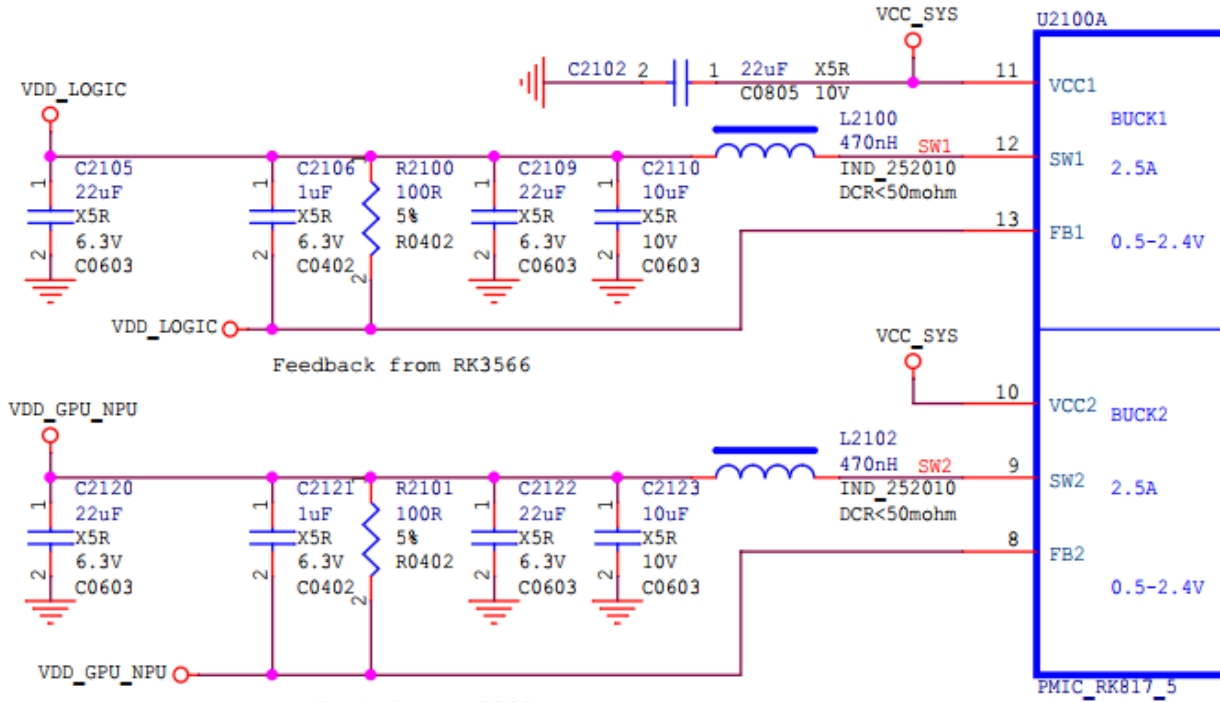 VCC_SYS
U2100A
C2102 2 1 22uF X5R
C0805 10V
11 VCC1
VDD_LOGIC
L2100
470nH SW1
IND_252010
DCR<50mohm
12 SW1
BUCK1
2.5A
1 C2105
22uF
X5R
2 6.3V
C0603
1 C2106
1uF
X5R
2 6.3V
C0402
1 R2100
100R
5%
2 R0402
1 C2109
22uF
X5R
2 6.3V
C0603
1 C2110
10uF
X5R
2 10V
C0603
13 FB1
0.5-2.4V
VDD_LOGIC
Feedback from RK3566
VCC_SYS
10 VCC2
BUCK2
VDD_GPU_NPU
L2102
470nH SW2
IND_252010
DCR<50mohm
9 SW2
2.5A
1 C2120
22uF
X5R
2 6.3V
C0603
1 C2121
1uF
X5R
2 6.3V
C0402
1 R2101
100R
5%
2 R0402
1 C2122
22uF
X5R
2 6.3V
C0603
1 C2123
10uF
X5R
2 10V
C0603
8 FB2
0.5-2.4V
VDD_GPU_NPU
PMIC_RK817_5